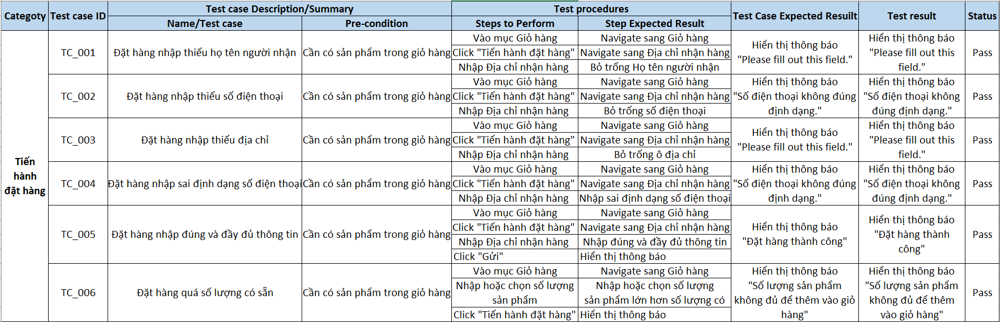 Categoty
Test case ID
Test case Description/Summary
Test procedures
Test Case Expected Resuilt
Test result
Status
Name/Test case
Pre-condition
Steps to Perform
Step Expected Result
Tiến
hành
đặt hàng
TC_001
Đặt hàng nhập thiếu họ tên người nhận
Cần có sản phẩm trong giỏ hàng
Vào mục Giỏ hàng
Navigate sang Giỏ hàng
Click "Tiến hành đặt hàng"
Navigate sang Địa chỉ nhận hàng
Nhập Địa chỉ nhận hàng
Bỏ trống Họ tên người nhận
Hiển thị thông báo
"Please fill out this field."
Hiển thị thông báo
"Please fill out this
field."
Pass
TC_002
Đặt hàng nhập thiếu số điện thoại
Cần có sản phẩm trong giỏ hàng
Vào mục Giỏ hàng
Navigate sang Giỏ hàng
Click "Tiến hành đặt hàng"
Navigate sang Địa chỉ nhận hàng
Nhập Địa chỉ nhận hàng
Bỏ trống số điện thoại
Hiển thị thông báo
"Số điện thoại không đúng
định dạng."
Hiển thị thông báo
"Số điện thoại không
đúng định dạng."
Pass
TC_003
Đặt hàng nhập thiếu địa chỉ
Cần có sản phẩm trong giỏ hàng
Vào mục Giỏ hàng
Navigate sang Giỏ hàng
Click "Tiến hành đặt hàng"
Navigate sang Địa chỉ nhận hàng
Nhập Địa chỉ nhận hàng
Bỏ trống ô địa chỉ
Hiển thị thông báo
"Please fill out this field."
Hiển thị thông báo
"Please fill out this
field."
Pass
TC_004
Đặt hàng nhập sai định dạng số điện thoại
Cần có sản phẩm trong giỏ hàng
Vào mục Giỏ hàng
Navigate sang Giỏ hàng
Click "Tiến hành đặt hàng"
Navigate sang Địa chỉ nhận hàng
Nhập Địa chỉ nhận hàng
Nhập sai định dạng số điện thoại
Hiển thị thông báo
"Số điện thoại không đúng
định dạng."
Hiển thị thông báo
"Số điện thoại không
đúng định dạng."
Pass
TC_005
Đặt hàng nhập đúng và đầy đủ thông tin
Cần có sản phẩm trong giỏ hàng
Vào mục Giỏ hàng
Navigate sang Giỏ hàng
Click "Tiến hành đặt hàng"
Navigate sang Địa chỉ nhận hàng
Nhập Địa chỉ nhận hàng
Nhập đúng và đầy đủ thông tin
Click "Gửi"
Hiển thị thông báo
Hiển thị thông báo
"Đặt hàng thành công"
Hiển thị thông báo
"Đặt hàng thành
công"
Pass
TC_006
Đặt hàng quá số lượng có sẵn
Cần có sản phẩm trong giỏ hàng
Vào mục Giỏ hàng
Navigate sang Giỏ hàng
Nhập hoặc chọn số lượng
sản phẩm
Nhập hoặc chọn số lượng
sản phẩm lớn hơn số lượng có
Click "Tiến hành đặt hàng"
Hiển thị thông báo
Hiển thị thông báo
"Số lượng sản phẩm
không đủ để thêm vào giỏ
hàng"
Hiển thị thông báo
"Số lượng sản phẩm
không đủ để thêm
vào giỏ hàng"
Pass